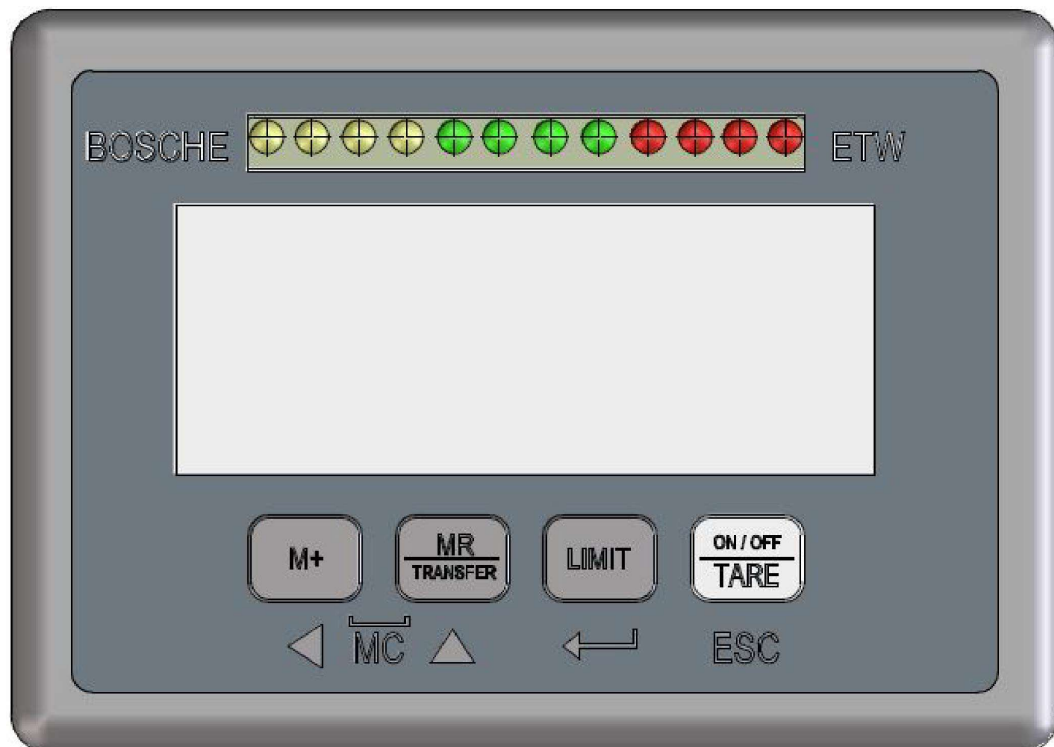 BOSCHE ETW
M+ MR TRANSFER LIMIT ON / OFF TARE
MC ESC